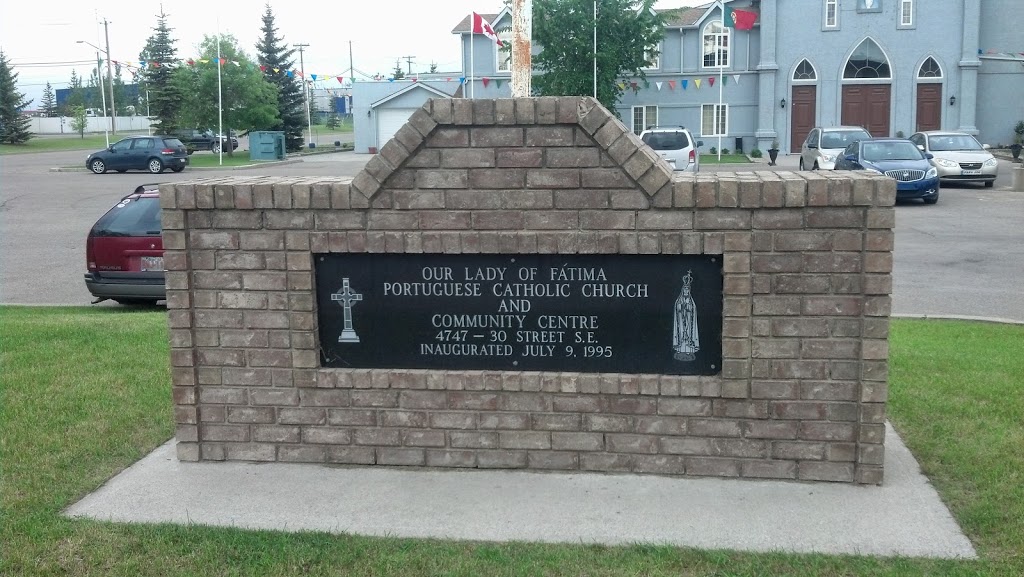 OUR LADY OF FÁTIMA
PORTUGUESE CATHOLIC CHURCH
AND
COMMUNITY CENTRE
4747 — 30 STREET S.E.
INAUGURATED JULY 9, 1995